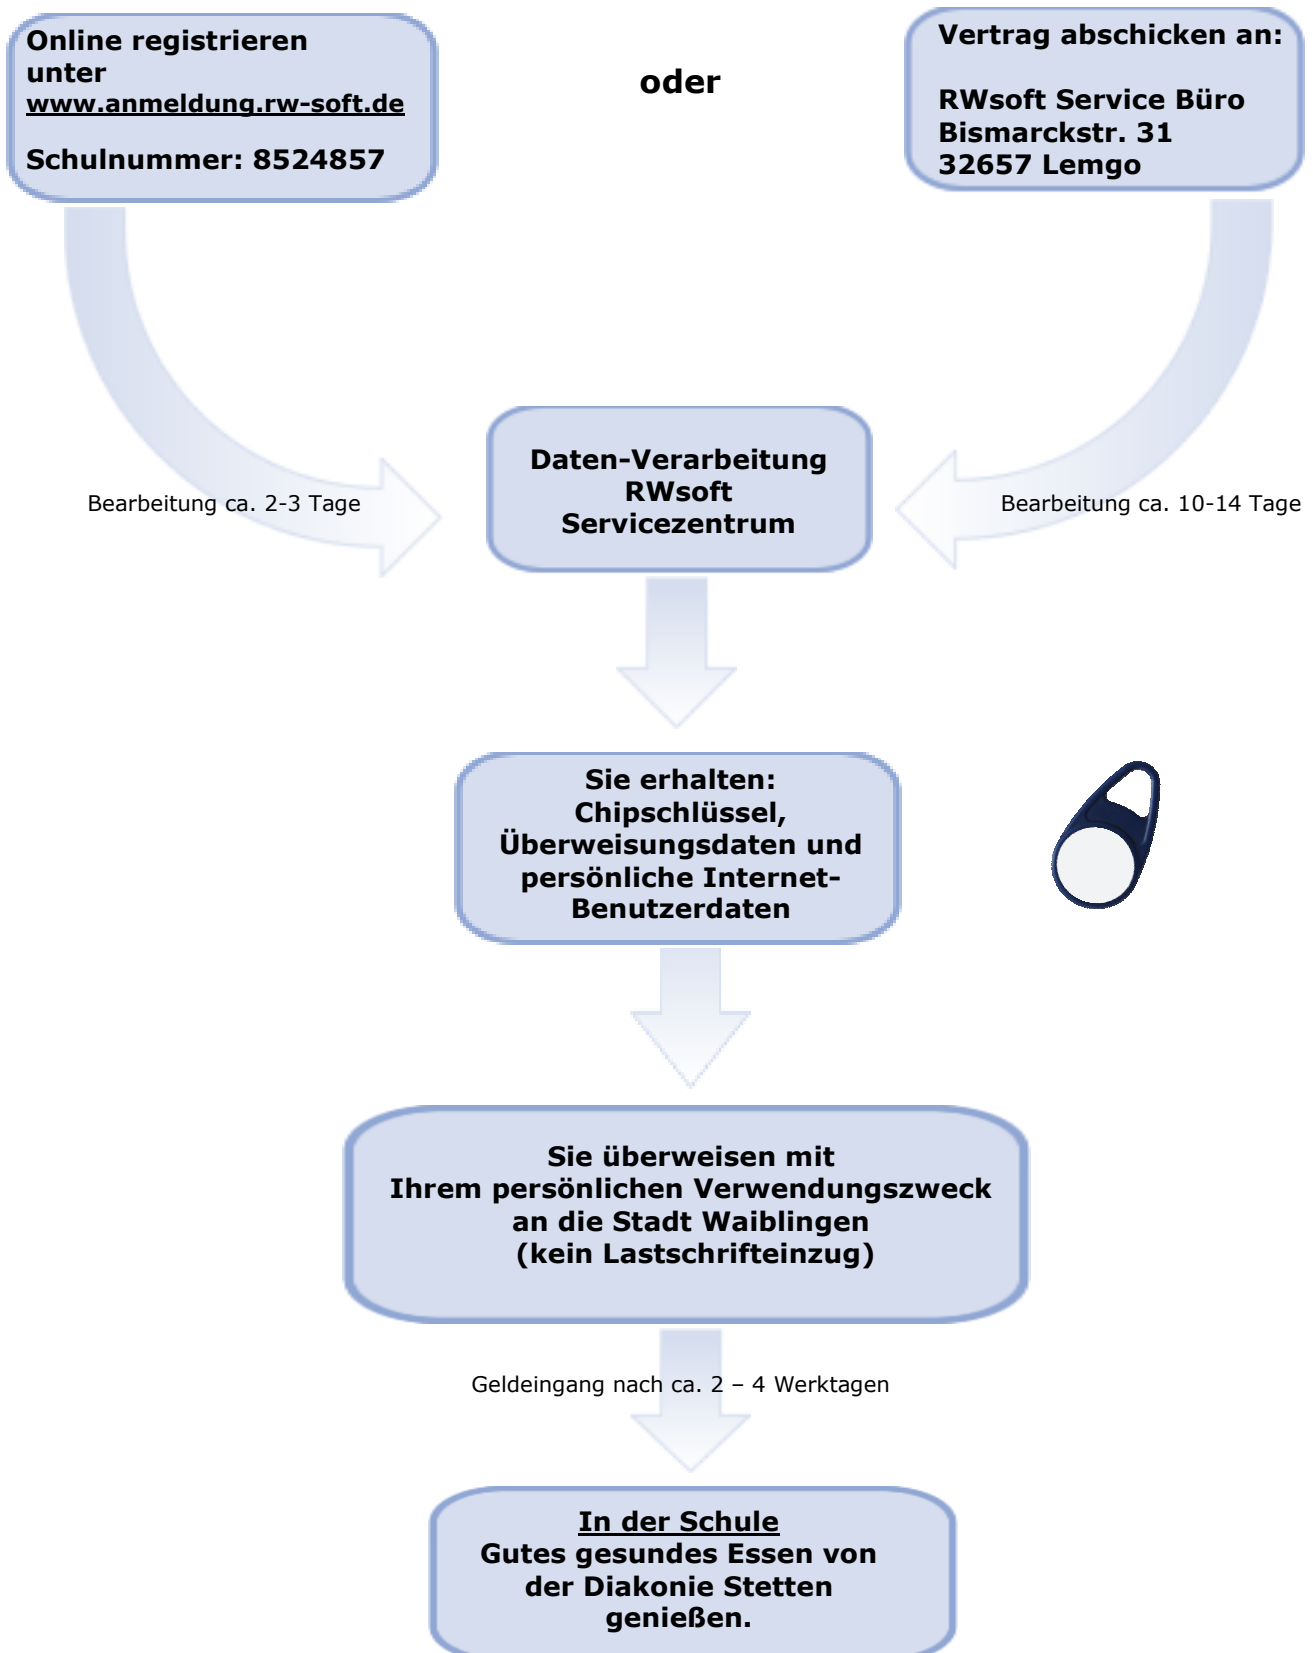 Online registrieren
unter
www.anmeldung.rw-soft.de
Schulnummer: 8524857
oder
Vertrag abschicken an:
RWsoft Service Büro
Bismarckstr. 31
32657 Lemgo
Bearbeitung ca. 2-3 Tage
Daten-Verarbeitung
RWsoft
Servicezentrum
Bearbeitung ca. 10-14 Tage
Sie erhalten:
Chipschlüssel,
Überweisungsdaten und
persönliche Internet-
Benutzerdaten
Sie überweisen mit
Ihrem persönlichen Verwendungszweck
an die Stadt Waiblingen
(kein Lastschrifteinzug)
Geldeingang nach ca. 2 – 4 Werktagen
In der Schule
Gutes gesundes Essen von
der Diakonie Stetten
genießen.